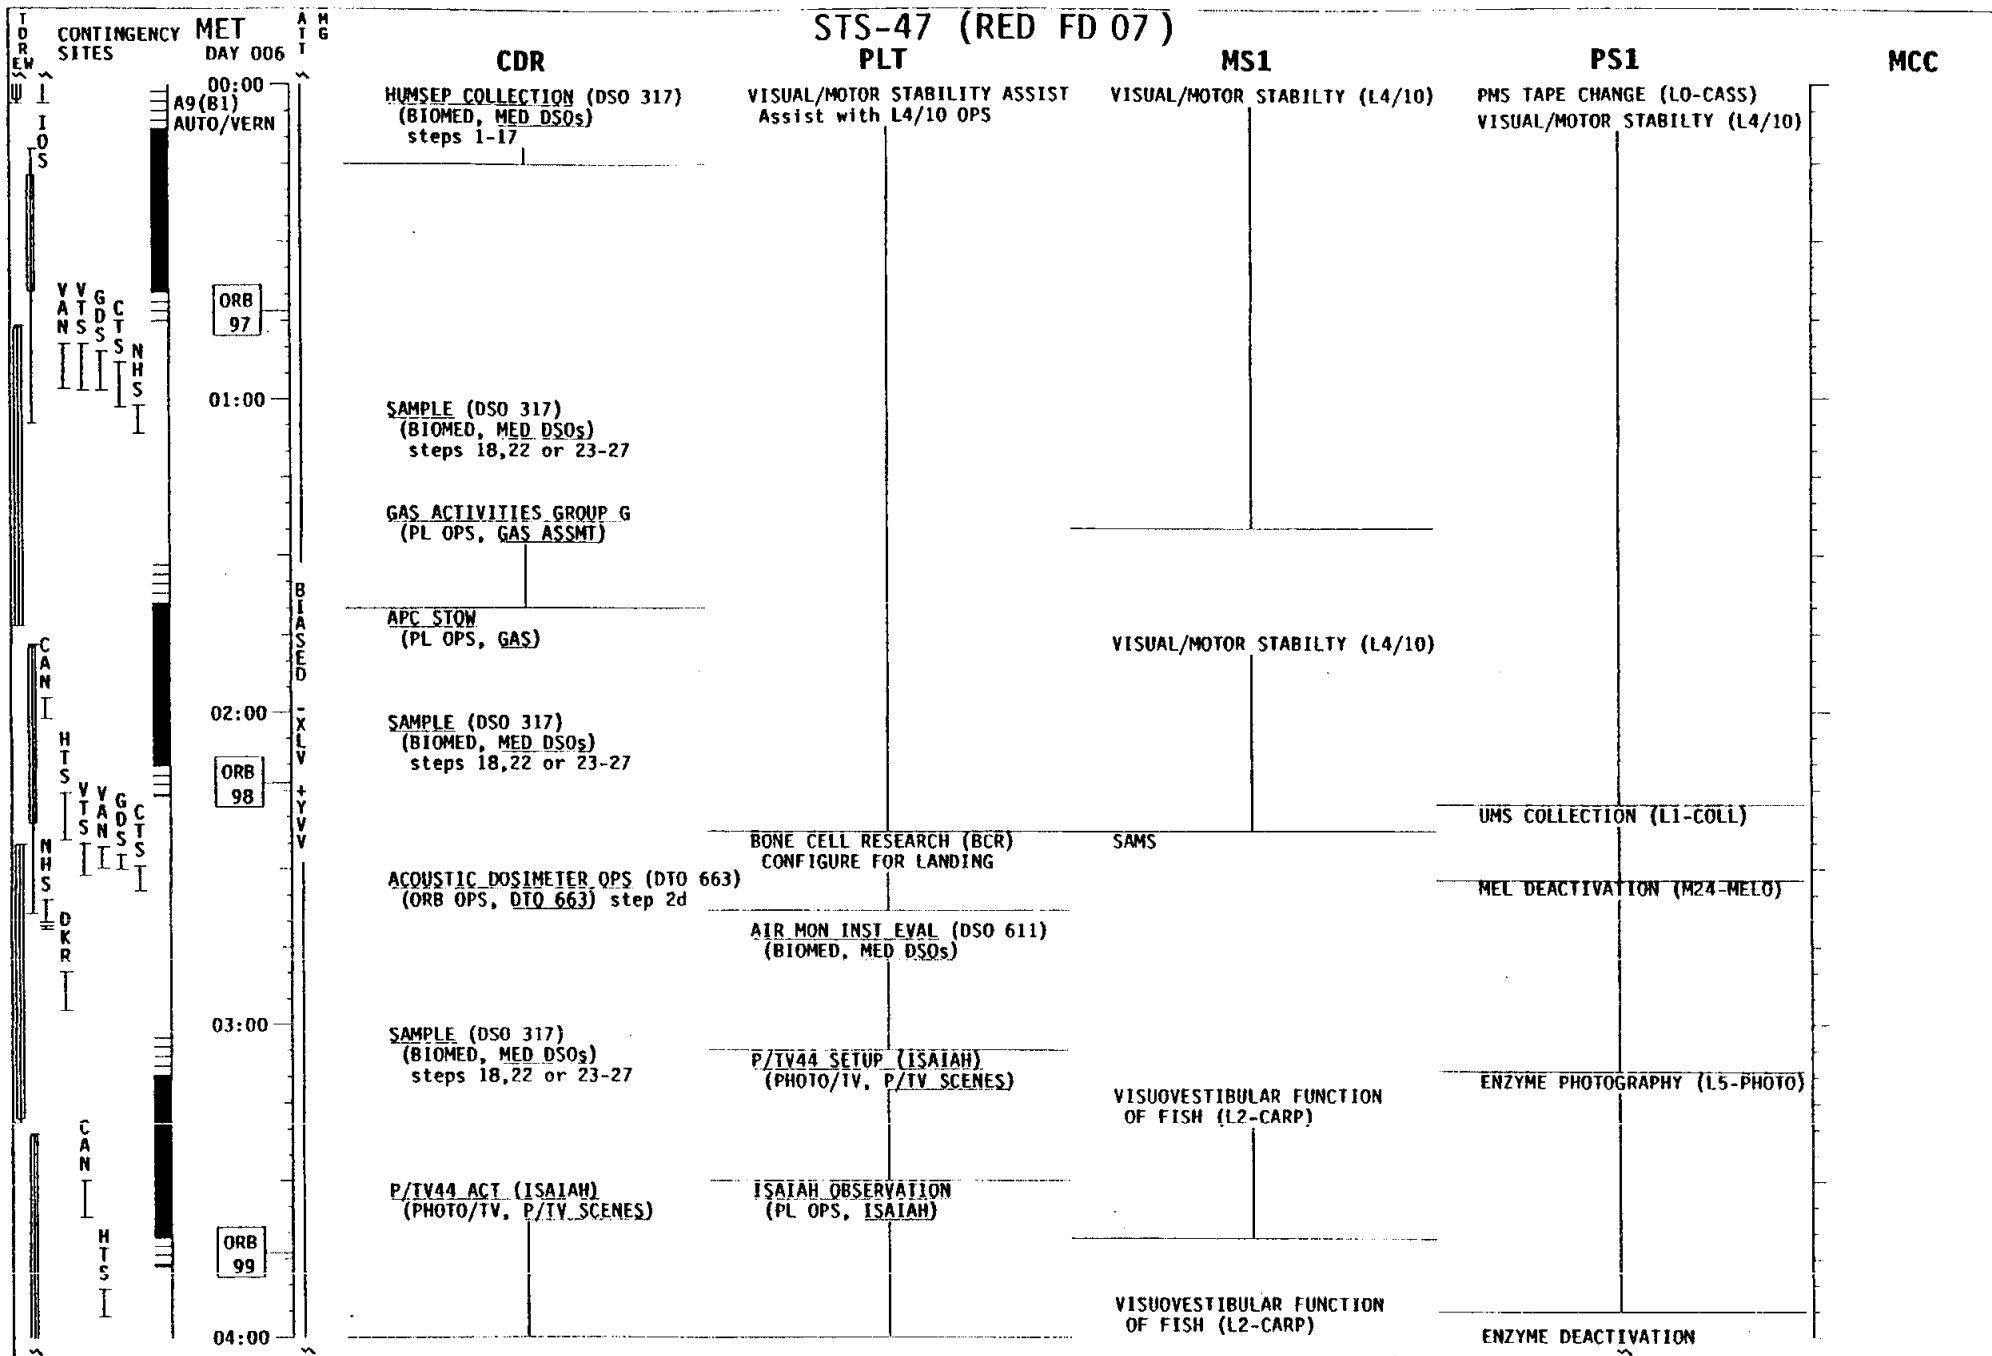 STS-47 (RED FD 07)
TDRE W
CONTINGENCY SITES
MET
DAY 006
ATT
MG
CDR
PLT
MS1
PS1
MCC
00:00
A9(B1)
AUTO/VERN
IOS
VAN
VTS
GDS
CTS
NHS
ORB
97
01:00
CAN
02:00
HTS
ORB
98
VTS
VAN
GDS
CTS
NHS
DKR
03:00
CAN
HTS
ORB
99
04:00
BIASED -XLV +YVV
HUMSEP COLLECTION (DSO 317)
(BIOMED, MED DSOs)
steps 1-17
SAMPLE (DSO 317)
(BIOMED, MED DSOs)
steps 18,22 or 23-27
GAS ACTIVITIES GROUP G
(PL OPS, GAS ASSMT)
APC STOW
(PL OPS, GAS)
SAMPLE (DSO 317)
(BIOMED, MED DSOs)
steps 18,22 or 23-27
ACOUSTIC DOSIMETER OPS (DTO 663)
(ORB OPS, DTO 663) step 2d
SAMPLE (DSO 317)
(BIOMED, MED DSOs)
steps 18,22 or 23-27
P/TV44 ACT (ISAIAH)
(PHOTO/TV, P/TV SCENES)
VISUAL/MOTOR STABILITY ASSIST
Assist with L4/10 OPS
BONE CELL RESEARCH (BCR)
CONFIGURE FOR LANDING
AIR MON INST EVAL (DSO 611)
(BIOMED, MED DSOs)
P/TV44 SETUP (ISAIAH)
(PHOTO/TV, P/TV SCENES)
ISAIAH OBSERVATION
(PL OPS, ISAIAH)
VISUAL/MOTOR STABILTY (L4/10)
VISUAL/MOTOR STABILTY (L4/10)
SAMS
VISUOVESTIBULAR FUNCTION
OF FISH (L2-CARP)
VISUOVESTIBULAR FUNCTION
OF FISH (L2-CARP)
PMS TAPE CHANGE (LO-CASS)
VISUAL/MOTOR STABILTY (L4/10)
UMS COLLECTION (L1-COLL)
MEL DEACTIVATION (M24-MELO)
ENZYME PHOTOGRAPHY (L5-PHOTO)
ENZYME DEACTIVATION